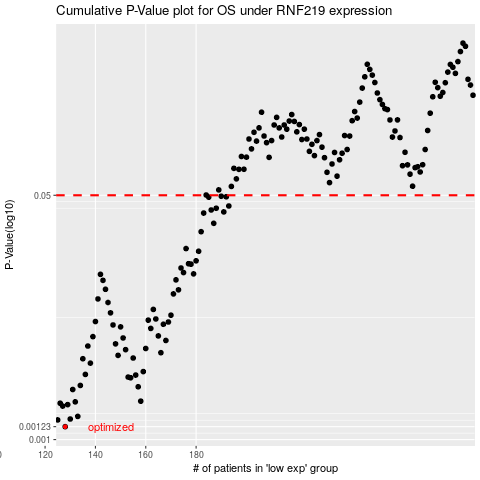 Cumulative P-Value plot for OS under RNF219 expression
P-Value(log10)
0.05
0.00123
0.001
optimized
0
120
140
160
180
# of patients in 'low exp' group